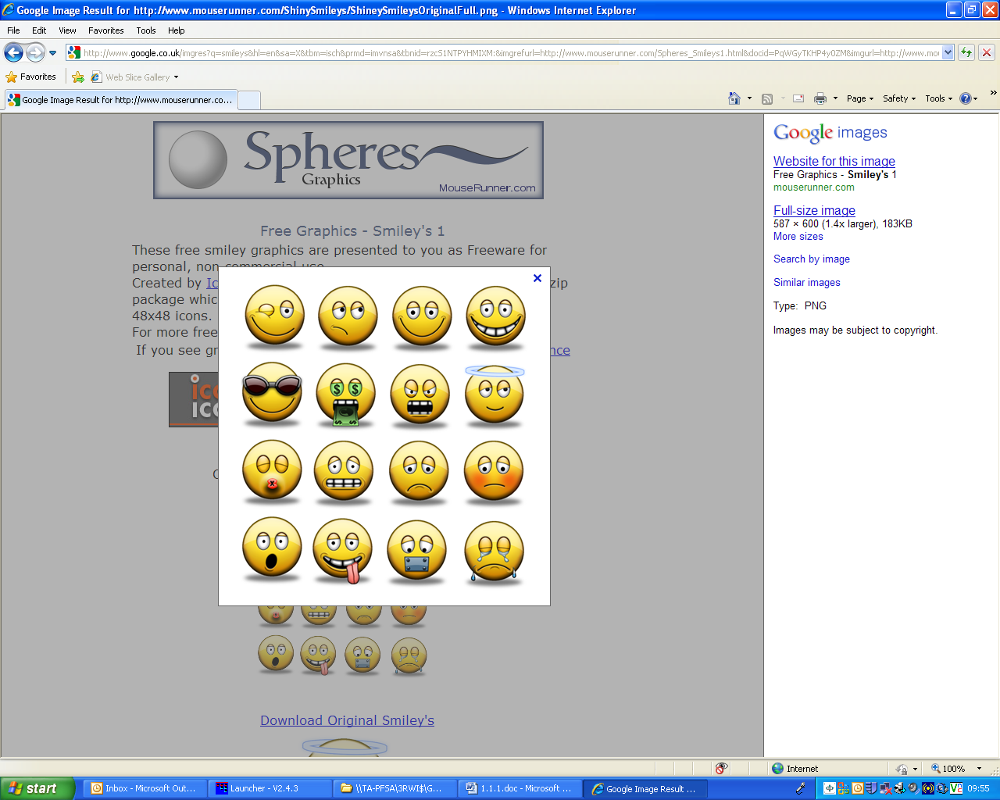 Google Image Result for http://www.mouserunner.com/ShinySmileys/ShineySmileysOriginalFull.png - Windows Internet Explorer
File Edit View Favorites Tools Help
http://www.google.co.uk/imgres?q=smileys&hl=en&sa=X&tbm=isch&prmd=imvnsa&tbnid=rzcS1NTPYHMIXM:&imgrefurl=http://www.mouserunner.com/Spheres_Smileys1.html&docid=PqWGyTKHP4y0ZM&imgurl=http://www.mo
Favorites Web Slice Gallery
Google Image Result for http://www.mouserunner.co... Page Safety Tools »
Spheres
Graphics
MouseRunner.com
Free Graphics - Smiley's 1
These free smiley graphics are presented to you as Freeware for
personal, non commercial use
Created by Ic zip
package whic
48x48 icons.
For more free
If you see gr nce
ico
ico
Download Original Smiley's
Google images
Website for this image
Free Graphics - Smiley's 1
mouserunner.com
Full-size image
587 × 600 (1.4x larger), 183KB
More sizes
Search by image
Similar images
Type: PNG
Images may be subject to copyright.
Internet 100%
start Inbox - Microsoft Out... Launcher - V2.4.3 \\TA-PFSA\3RWI$\G... 1.1.1.doc - Microsoft ... Google Image Result ... 09:55